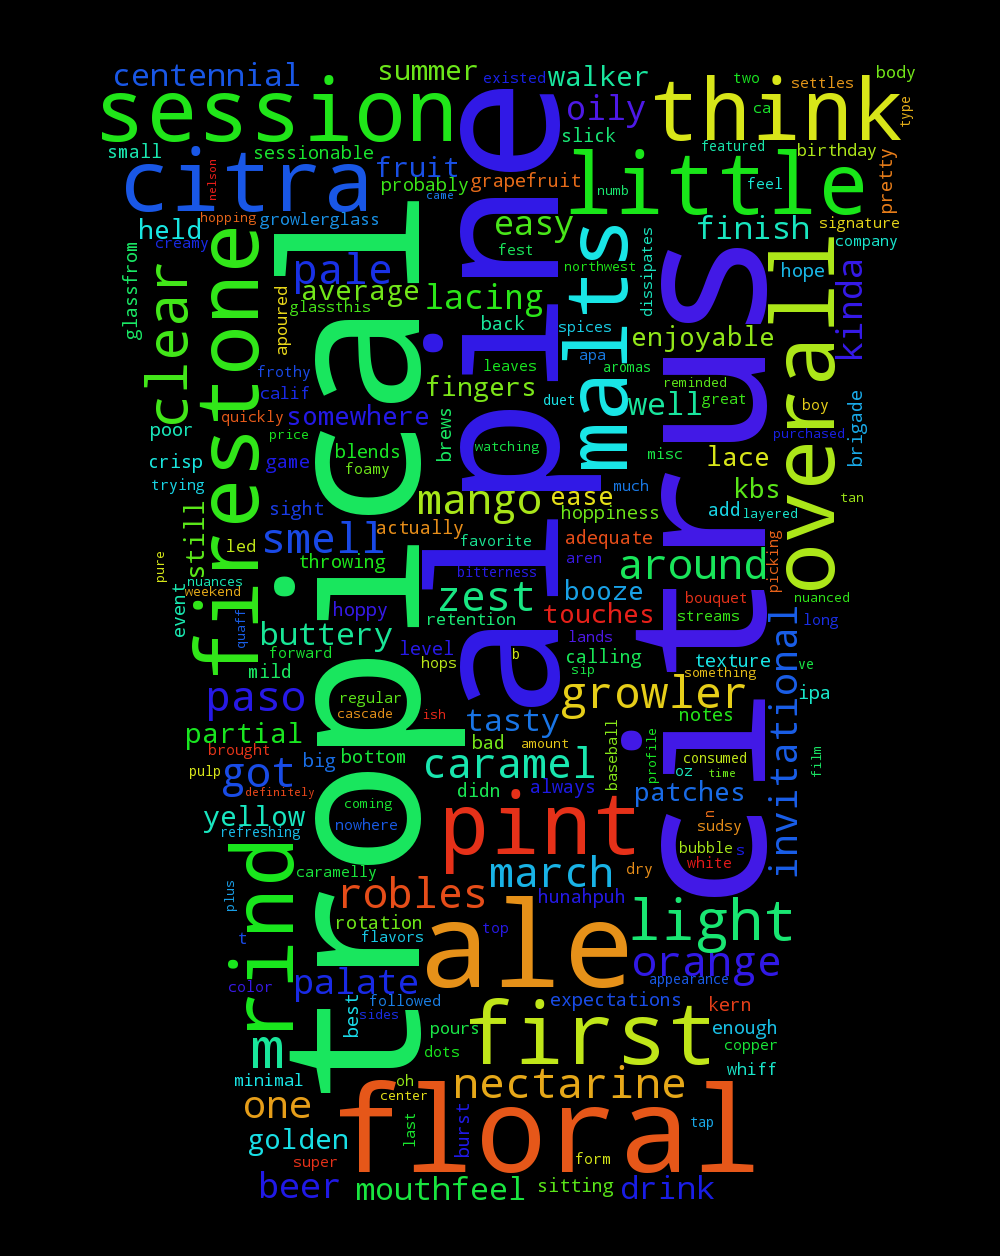 centennial
summer
existed
walker
two
settles
body
session
alpine
oily
think
ca
type
slick
small
sessionable
fruit
featured
birthday
citra
nelson
probably
grapefruit
numb
little
feel
pretty
came
held
hopping
growlerglass
easy
finish
signature
creamy
fest
company
glassfrom
clear
firestone
tropical
pale
average
northwest
dissipates
hope
kinda
overall
apoured
glassthis
lacing
malts
citrus
back
spices
enjoyable
leaves
apa
aromas
frothy
calif
fingers
duet
reminded
great
boy
brigade
quickly
somewhere
well
poor
price
brews
purchased
blends
watching
misc
lace
crisp
game
foamy
trying
much
kbs
tan
sight
mango
ease
hoppiness
add
layered
still
smell
actually
favorite
adequate
led
throwing
aren
around
picking
pure
nuances
weekend
bitterness
event
hoppy
zest
booze
bouquet
nuanced
quaff
retention
touches
streams
long
buttery
level
lands
invitational
forward
hops
b
calling
texture
ve
mild
sip
something
paso
regular
growler
ipa
cascade
ish
tasty
notes
partial
bad
amount
baseball
profile
film
brought
big
bottom
caramel
consumed
pulp
got
oz
time
definitely
didn
always
patches
coming
yellow
nowhere
pint
n
sudsy
refreshing
bubble
s
rind
march
white
caramelly
dry
plus
robles
hunahpuh
rotation
ale
top
light
t
flavors
orange
color
palate
appearance
best
followed
expectations
kern
sides
pours
first
enough
m
dots
copper
whiff
minimal
oh
nectarine
center
one
floral
last
burst
tap
golden
super
form
beer
mouthfeel
sitting
drink